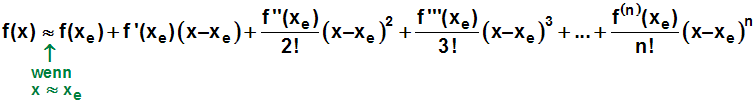 f(x) ≈ f(xₑ) + f'(xₑ)(x−xₑ) + f''(xₑ)/2! (x−xₑ)² + f'''(xₑ)/3! (x−xₑ)³ + ... + f⁽ⁿ⁾(xₑ)/n! (x−xₑ)ⁿ
↑
wenn
x ≈ xₑ